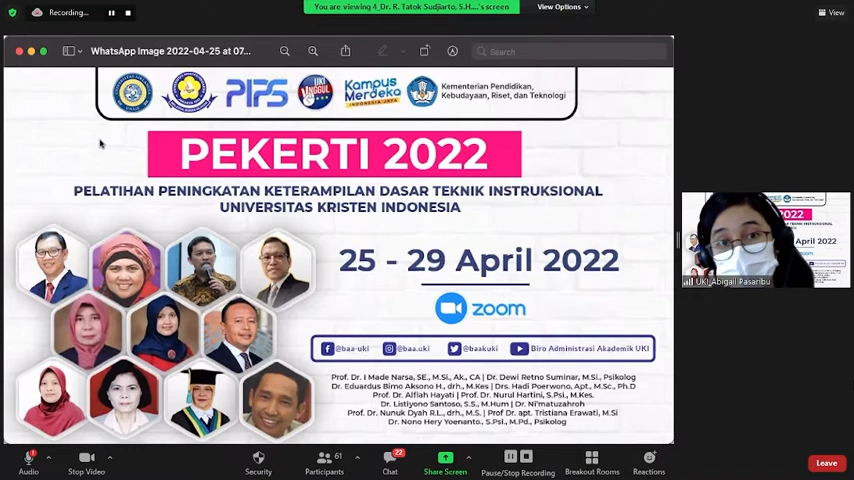 Recording...
You are viewing 4_Dr. R. Tatok Sudjiarto, S.H....'s screen
View Options
View
WhatsApp Image 2022-04-25 at 07...
Search
PIPS
UKI UNGGUL
Kampus Merdeka
INDONESIA JAYA
Kementerian Pendidikan,
Kebudayaan, Riset, dan Teknologi
PEKERTI 2022
PELATIHAN PENINGKATAN KETERAMPILAN DASAR TEKNIK INSTRUKSIONAL
UNIVERSITAS KRISTEN INDONESIA
25 - 29 April 2022
zoom
@baa-uki
@baa.uki
@baakuki
Biro Administrasi Akademik UKI
Prof. Dr. I Made Narsa, SE., M.Si., Ak., CA | Dr. Dewi Retno Suminar, M.Si., Psikolog
Dr. Eduardus Bimo Aksono H., drh., M.Kes | Drs. Hadi Poerwono, Apt., M.Sc., Ph.D
Prof. Dr. Alfiah Hayati | Prof. Dr. Nurul Hartini, S.Psi., M.Kes.
Dr. Listiyono Santoso, S.S., M.Hum | Dr. Ni'matuzahroh
Prof. Dr. Nunuk Dyah R.L., drh., M.S. | Prof Dr. apt. Tristiana Erawati, M.Si
Dr. Nono Hery Yoenanto., S.Psi., M.Pd., Psikolog
UKI_Abigail Pasaribu
Audio
Stop Video
Security
61
Participants
22
Chat
Share Screen
Pause/Stop Recording
Breakout Rooms
Reactions
Leave